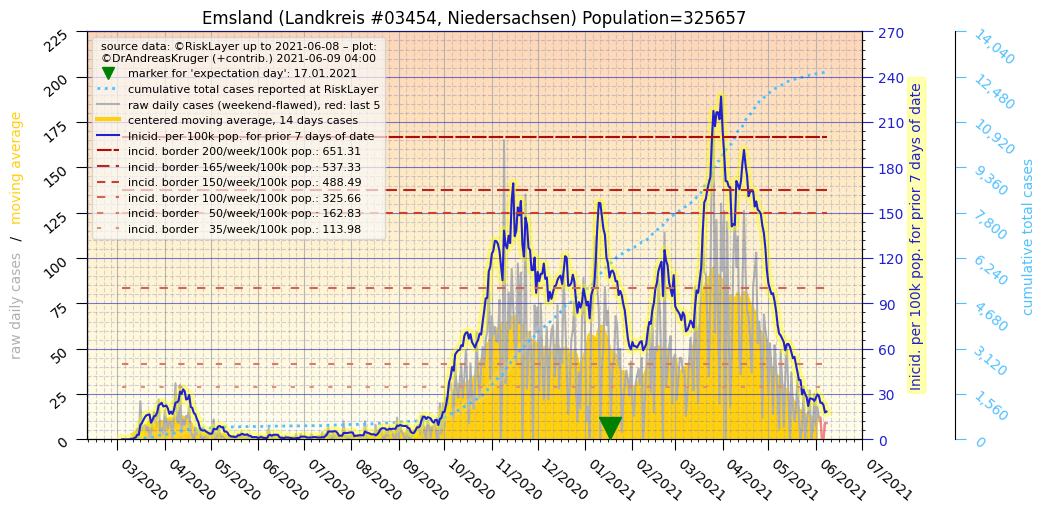 Emsland (Landkreis #03454, Niedersachsen) Population=325657
source data: ©RiskLayer up to 2021-06-08 – plot:
©DrAndreasKruger (+contrib.) 2021-06-09 04:00
marker for 'expectation day': 17.01.2021
cumulative total cases reported at RiskLayer
raw daily cases (weekend-flawed), red: last 5
centered moving average, 14 days cases
Inicid. per 100k pop. for prior 7 days of date
incid. border 200/week/100k pop.: 651.31
incid. border 165/week/100k pop.: 537.33
incid. border 150/week/100k pop.: 488.49
incid. border 100/week/100k pop.: 325.66
incid. border 50/week/100k pop.: 162.83
incid. border 35/week/100k pop.: 113.98
raw daily cases / moving average
225
200
175
150
125
100
75
50
25
0
270
240
210
180
150
120
90
60
30
0
Inicid. per 100k pop. for prior 7 days of date
14,040
12,480
10,920
9,360
7,800
6,240
4,680
3,120
1,560
0
cumulative total cases
03/2020
04/2020
05/2020
06/2020
07/2020
08/2020
09/2020
10/2020
11/2020
12/2020
01/2021
02/2021
03/2021
04/2021
05/2021
06/2021
07/2021